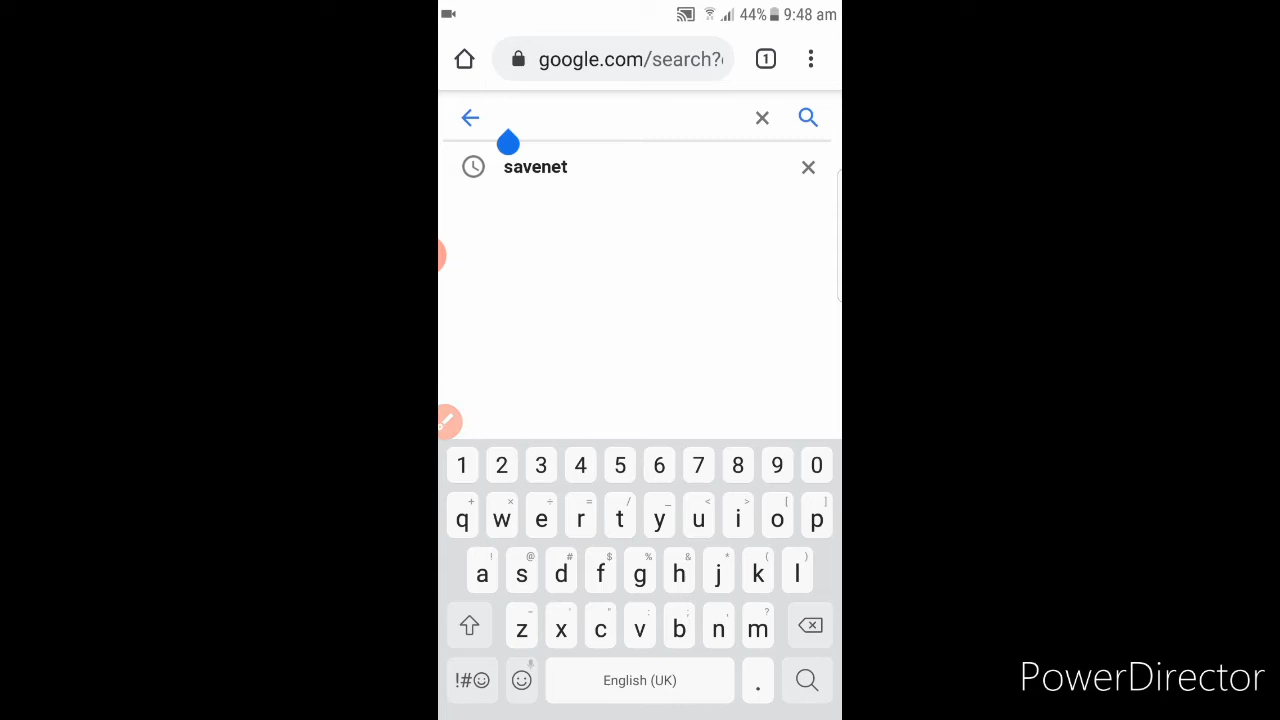 44% 9:48 am
google.com/search?
1
savenet
1 2 3 4 5 6 7 8 9 0
+ × ÷ = / _ < > [ ]
q w e r t y u i o p
! @ # $ % & * ( )
a s d f g h j k l
- ' " : ; , ?
z x c v b n m
!#☺ English (UK) .
PowerDirector